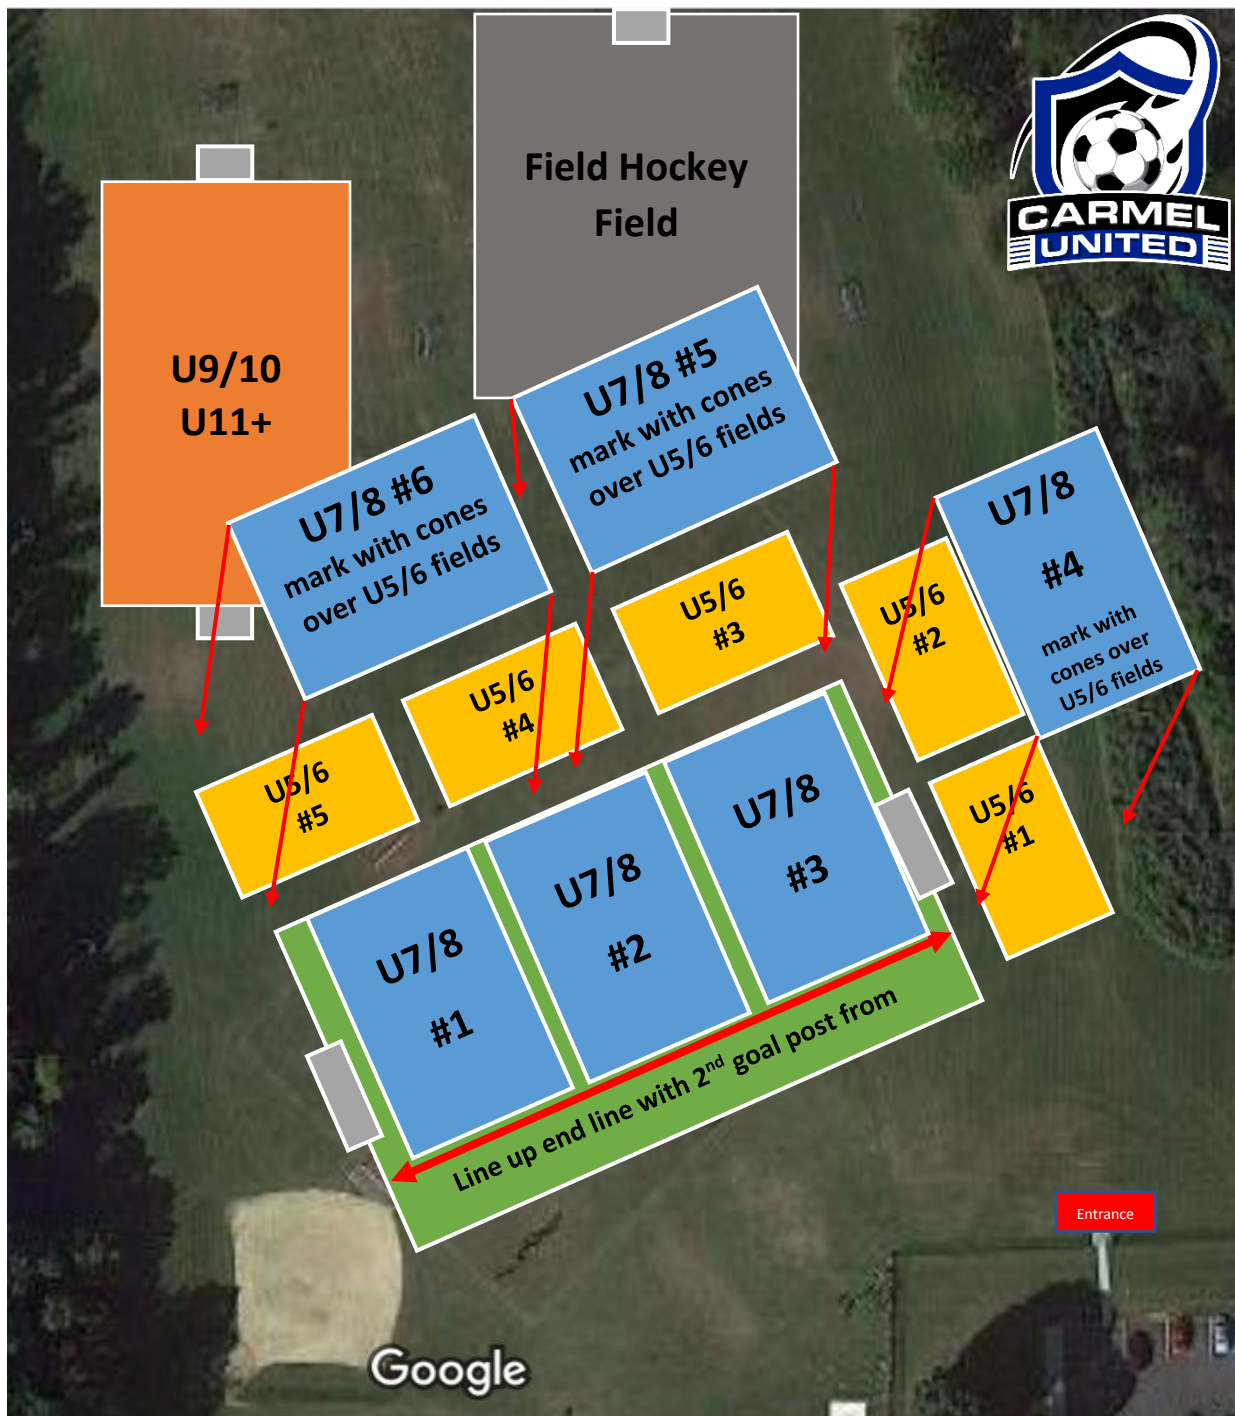 CARMEL
UNITED
Field Hockey
Field
U9/10
U11+
U7/8 #5
mark with cones
over U5/6 fields
U7/8 #6
mark with cones
over U5/6 fields
U7/8
#4
mark with
cones over
U5/6 fields
U5/6
#3
U5/6
#2
U5/6
#4
U5/6
#5
U5/6
#1
U7/8
#3
U7/8
#2
U7/8
#1
Line up end line with 2nd goal post from
Entrance
Google